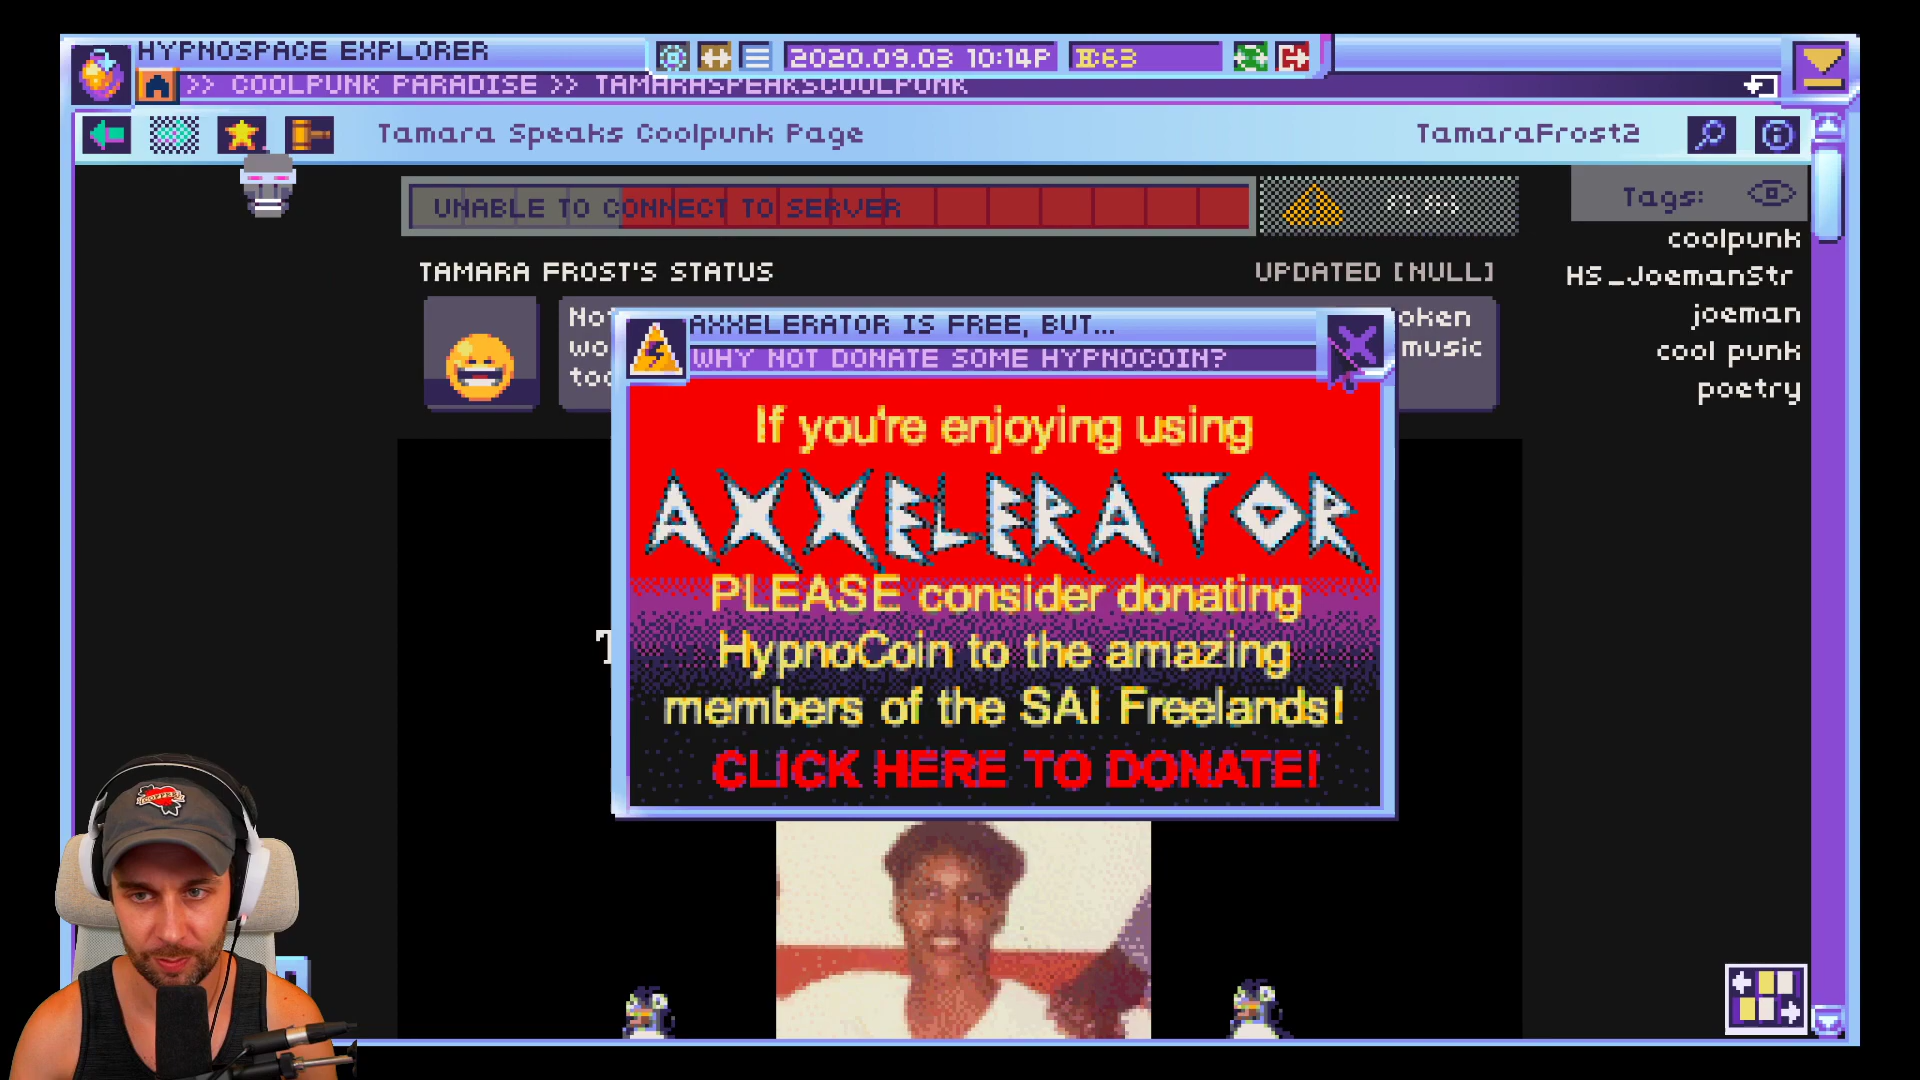 HYPNOSPACE EXPLORER
2020.09.03 10:14P
63
>> COOLPUNK PARADISE >> TAMARASPEAKSCOOLPUNK
Tamara Speaks Coolpunk Page
TamaraFrost2
UNABLE TO CONNECT TO SERVER
Tags:
coolpunk
HS_JoemanStr
joeman
cool punk
poetry
TAMARA FROST'S STATUS
UPDATED [NULL]
oken
music
AXXELERATOR IS FREE, BUT...
WHY NOT DONATE SOME HYPNOCOIN?
If you're enjoying using
AXXELERATOR
PLEASE consider donating
HypnoCoin to the amazing
members of the SAI Freelands!
CLICK HERE TO DONATE!